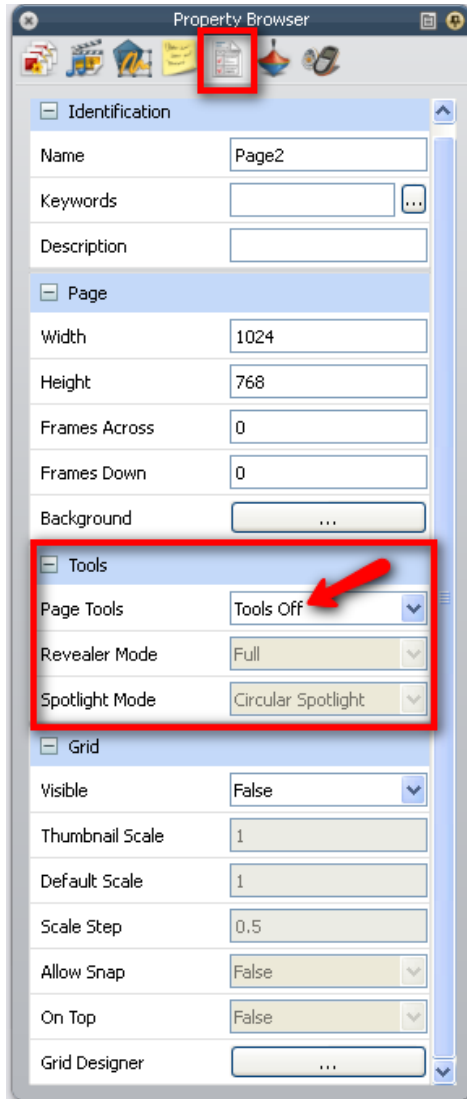 Property Browser
Identification
Name Page2
Keywords ...
Description
Page
Width 1024
Height 768
Frames Across 0
Frames Down 0
Background ...
Tools
Page Tools Tools Off
Revealer Mode Full
Spotlight Mode Circular Spotlight
Grid
Visible False
Thumbnail Scale 1
Default Scale 1
Scale Step 0.5
Allow Snap False
On Top False
Grid Designer ...